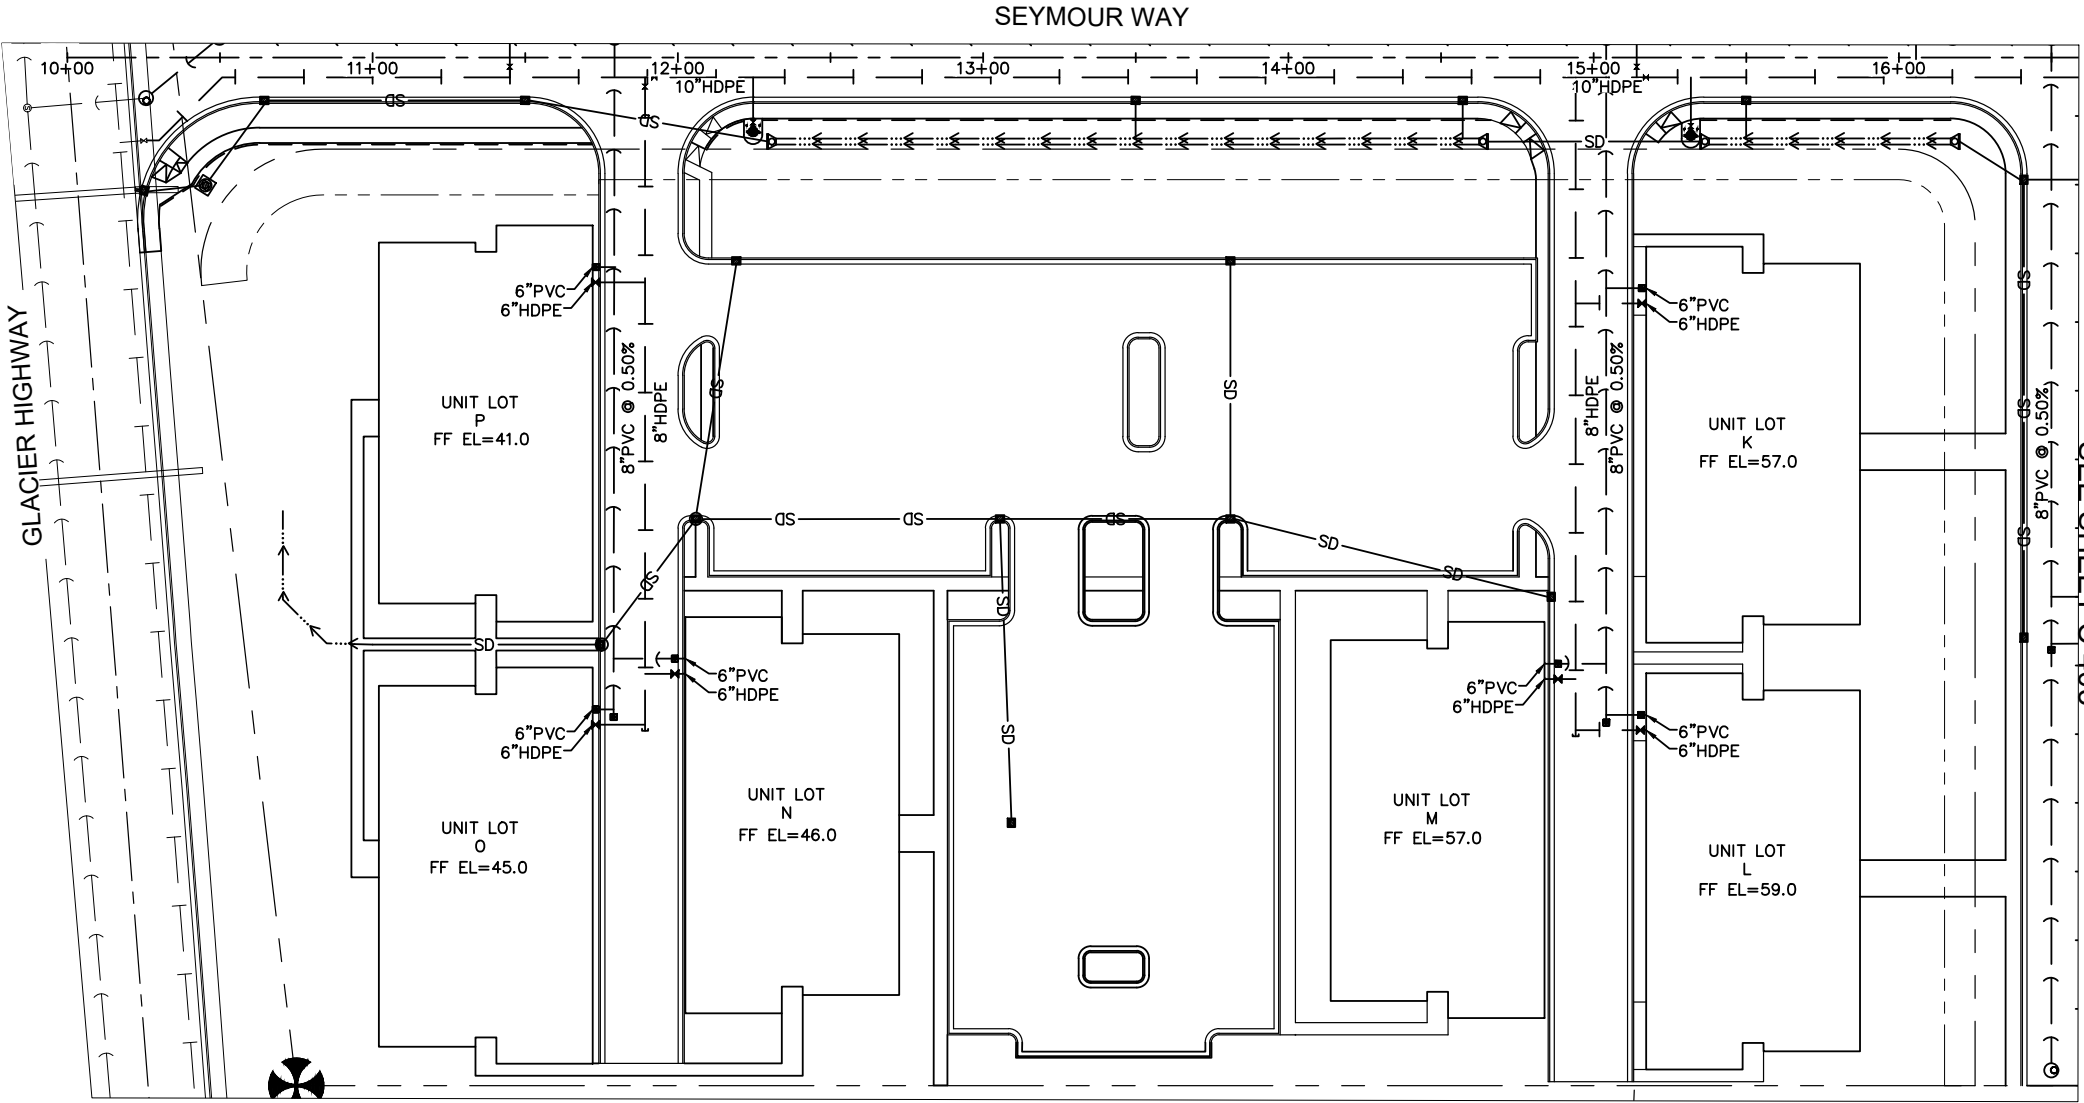 SEYMOUR WAY
10+00
11+00
12+00
13+00
14+00
15+00
16+00
10"HDPE
10"HDPE
SD
SD
SD
GLACIER HIGHWAY
6"PVC
6"HDPE
8"PVC @ 0.50%
8"HDPE
UNIT LOT
P
FF EL=41.0
SD
SD
8"HDPE
8"PVC @ 0.50%
6"PVC
6"HDPE
UNIT LOT
K
FF EL=57.0
SD
SD
SD
8"PVC @ 0.50%
SD
SD
SD
SD
SD
SD
SD
SD
SD
6"PVC
6"HDPE
6"PVC
6"HDPE
6"PVC
6"HDPE
6"PVC
6"HDPE
UNIT LOT
O
FF EL=45.0
UNIT LOT
N
FF EL=46.0
UNIT LOT
M
FF EL=57.0
UNIT LOT
L
FF EL=59.0